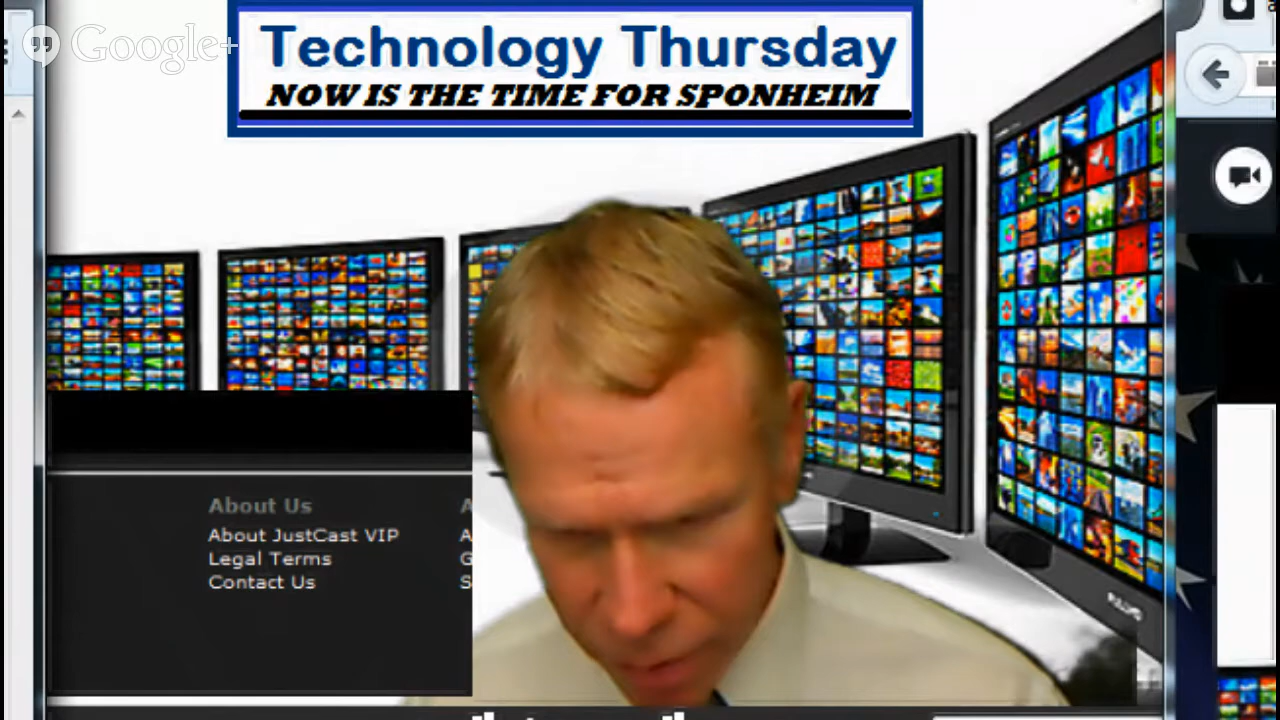 Google+
Technology Thursday
NOW IS THE TIME FOR SPONHEIM
About Us
About JustCast VIP
Legal Terms
Contact Us
A
A
G
S